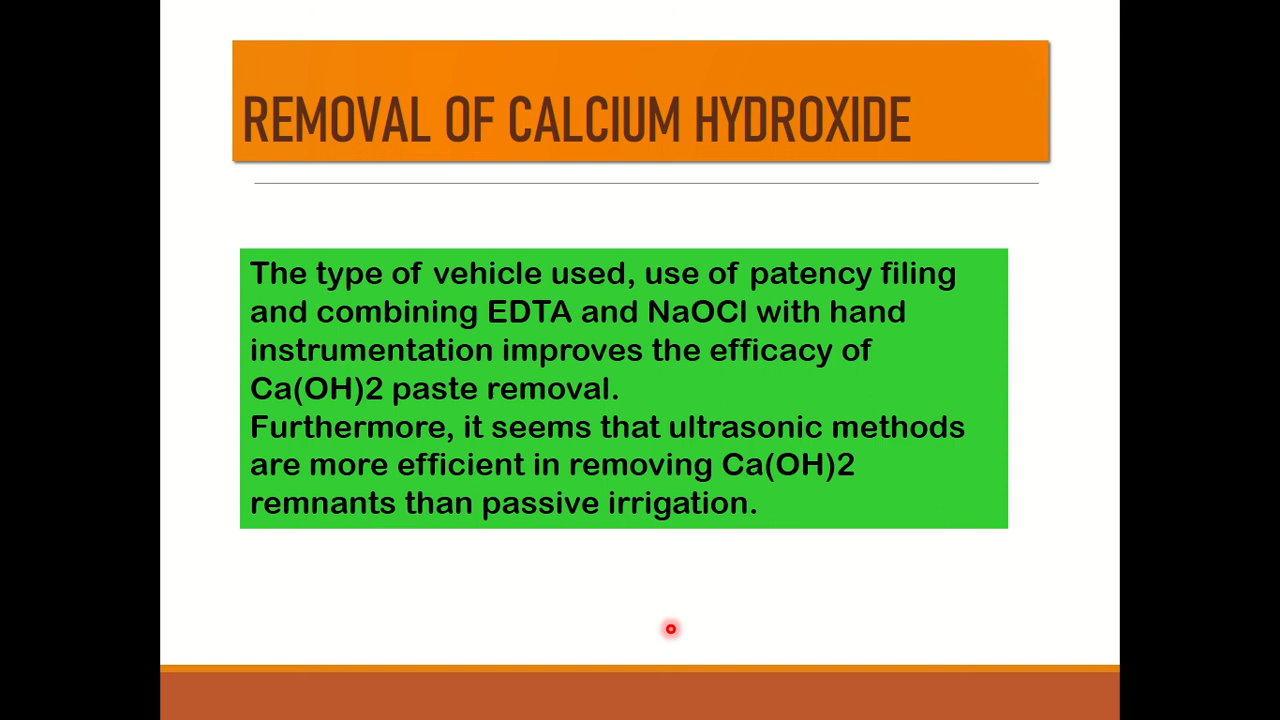 REMOVAL OF CALCIUM HYDROXIDE
The type of vehicle used, use of patency filing
and combining EDTA and NaOCl with hand
instrumentation improves the efficacy of
Ca(OH)2 paste removal.
Furthermore, it seems that ultrasonic methods
are more efficient in removing Ca(OH)2
remnants than passive irrigation.